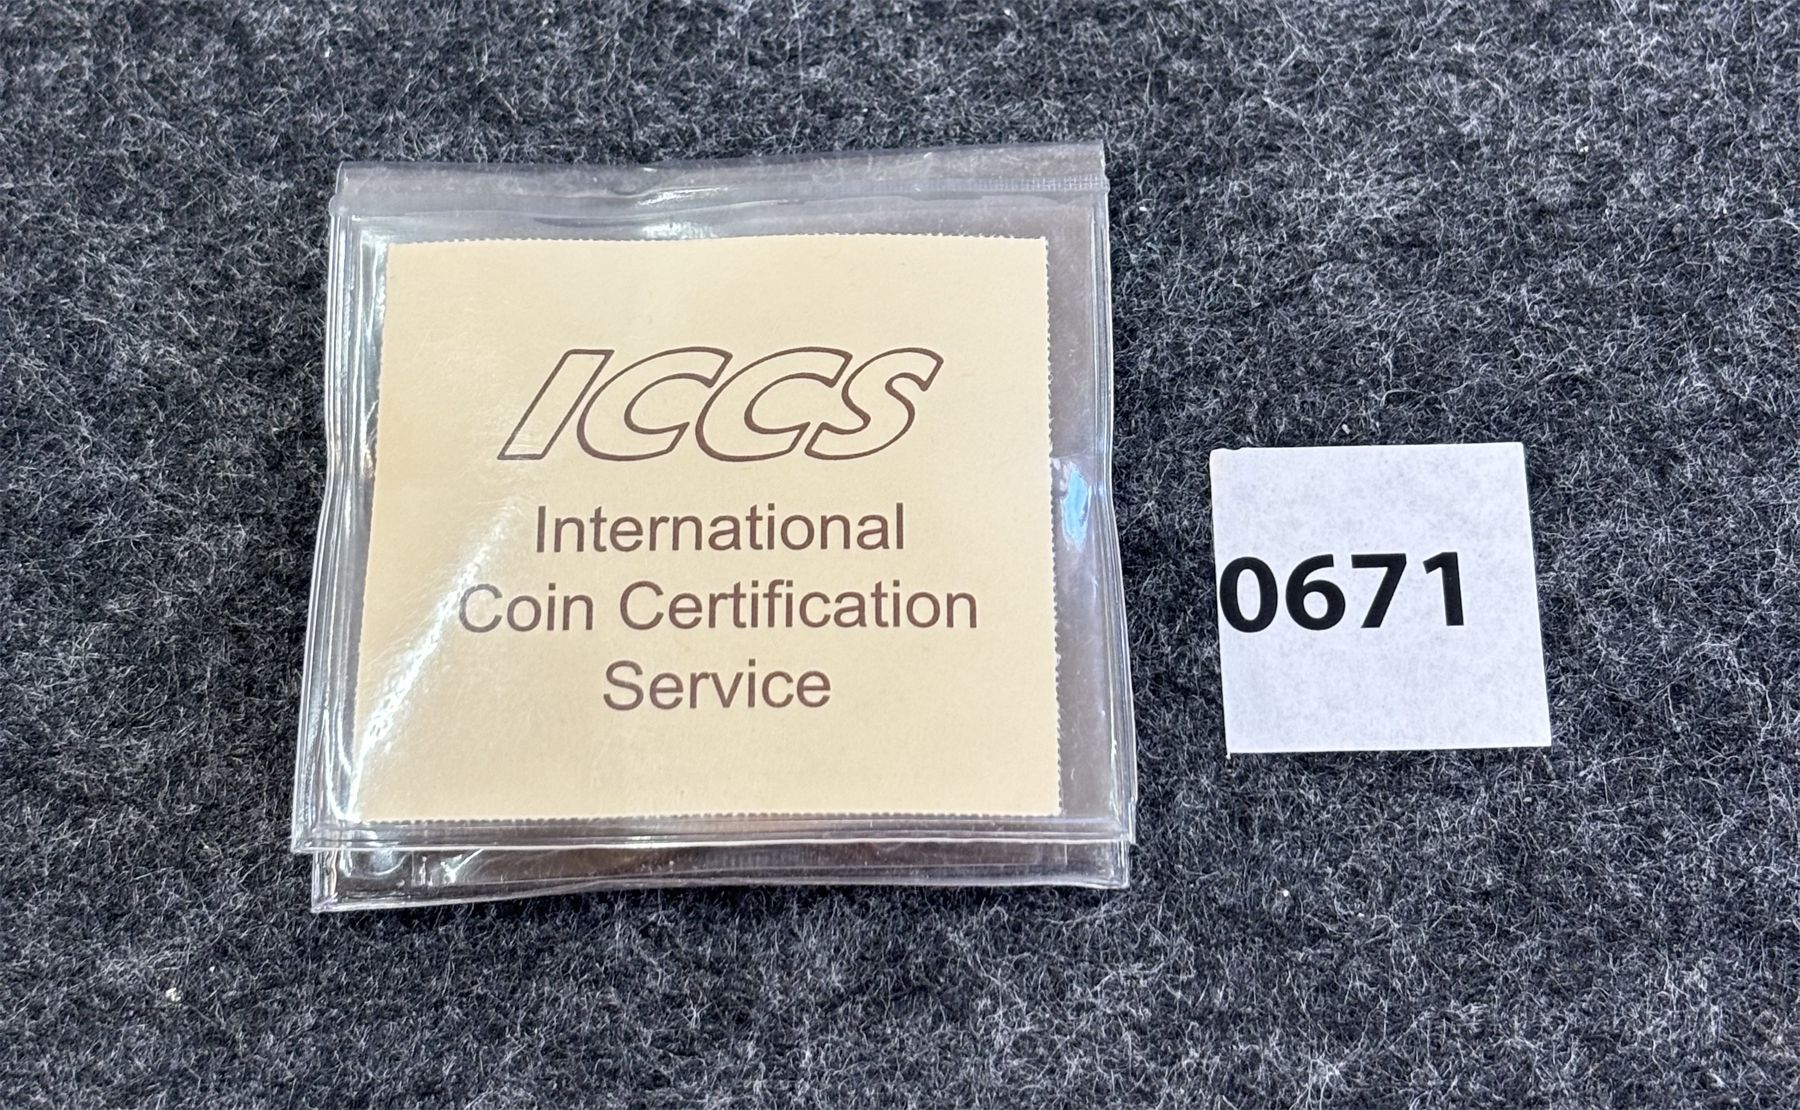 ICCS
International
Coin Certification
Service
0671